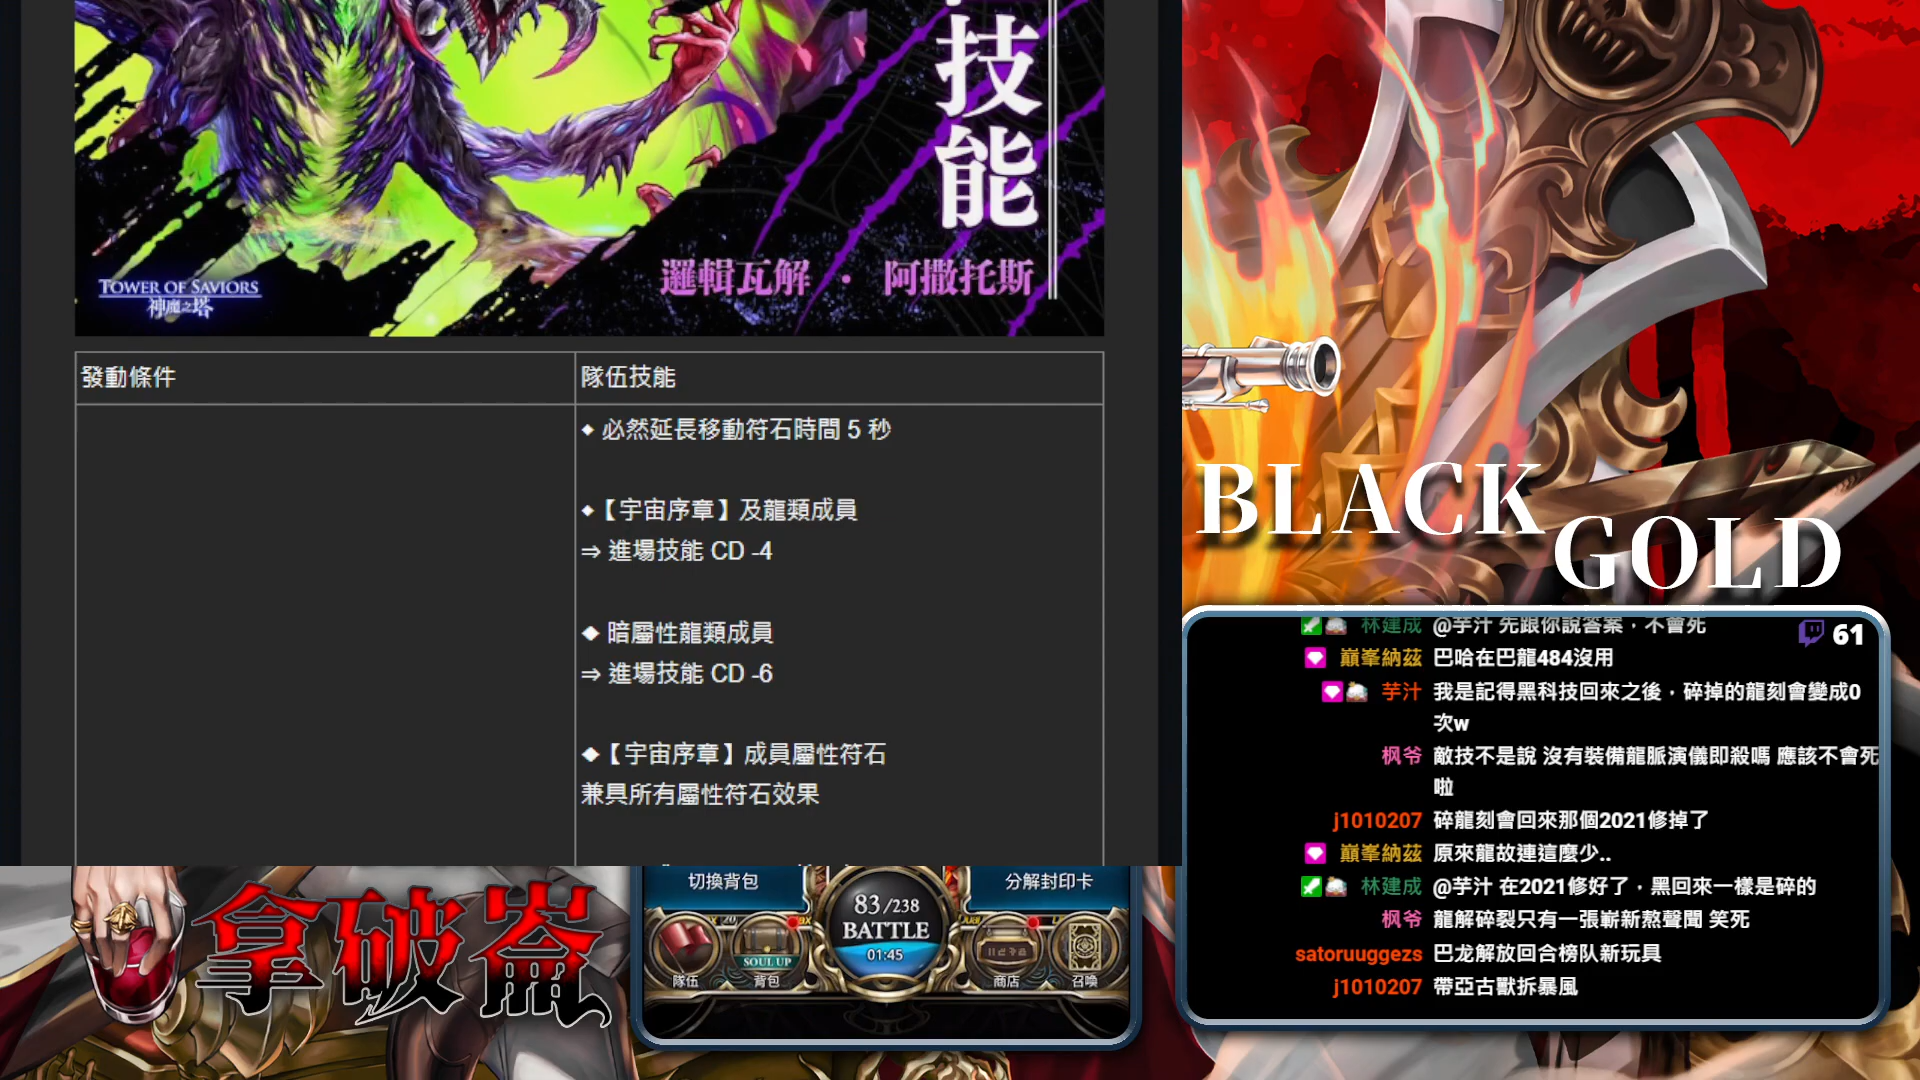 技能
邏輯瓦解 · 阿撒托斯
TOWER OF SAVIORS
神魔之塔
發動條件
隊伍技能
◆ 必然延長移動符石時間 5 秒
◆【宇宙序章】及龍類成員
⇒ 進場技能 CD -4
◆ 暗屬性龍類成員
⇒ 進場技能 CD -6
◆【宇宙序章】成員屬性符石
兼具所有屬性符石效果
BLACK
GOLD
61
林建成 @芋汁 先跟你說答案，不會死
巔峯納茲 巴哈在巴龍484沒用
芋汁 我是記得黑科技回來之後，碎掉的龍刻會變成0
次w
枫爷 敵技不是說 沒有裝備龍脈演儀即殺嗎 應該不會死
啦
j1010207 碎龍刻會回來那個2021修掉了
巔峯納茲 原來龍故連這麼少..
林建成 @芋汁 在2021修好了，黑回來一樣是碎的
枫爷 龍解碎裂只有一張嶄新熬聲聞 笑死
satoruuggezs 巴龙解放回合榜队新玩具
j1010207 帶亞古獸拆暴風
拿破崙
切換背包
分解封印卡
83/238
BATTLE
01:45
SOUL UP
隊伍
背包
商店
召喚